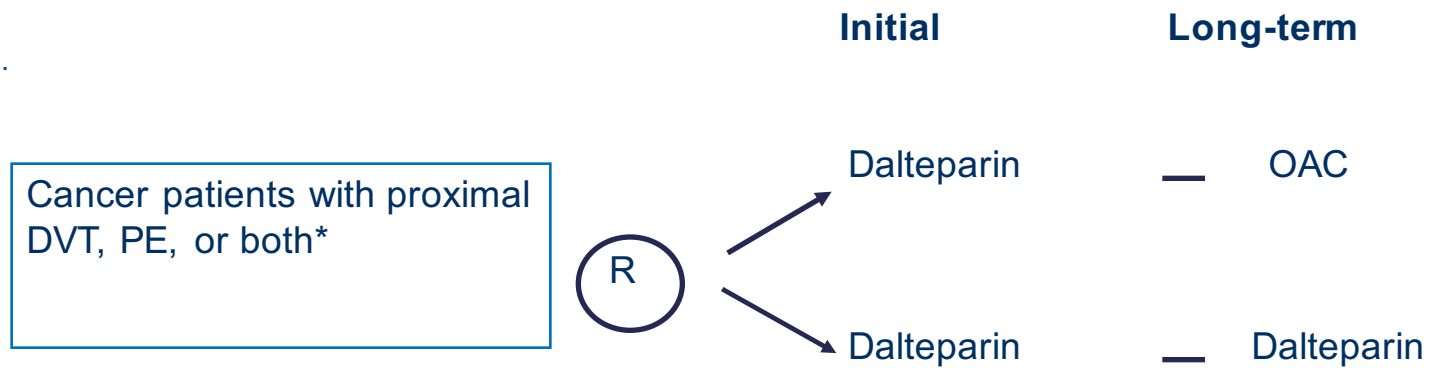 Initial Long-term
.
Dalteparin — OAC
Cancer patients with proximal
DVT, PE, or both*
R
Dalteparin — Dalteparin